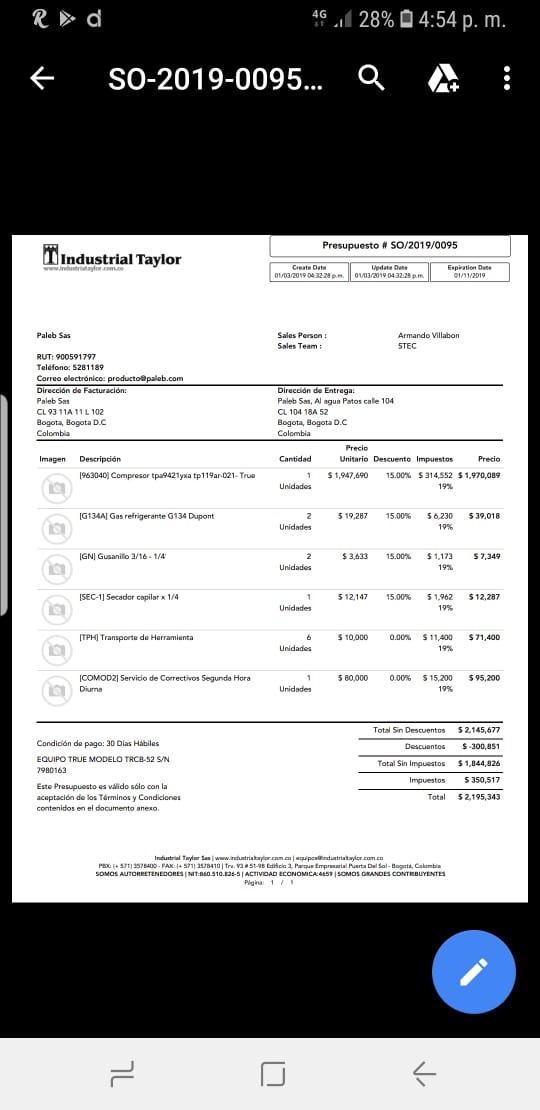 4G 28% 4:54 p. m.
SO-2019-0095...
Industrial Taylor
www.industrialtaylor.com.co
Presupuesto # SO/2019/0095
Create Date Update Date Expiration Date
01/03/2019 04:32:28 p.m. 01/03/2019 04:32:28 p.m. 01/11/2019
Paleb Sas
RUT: 900591797
Teléfono: 5281189
Correo electrónico: producto@paleb.com
Sales Person : Armando Villabon
Sales Team : STEC
Dirección de Facturación:
Paleb Sas
CL 93 11A 11 L 102
Bogota, Bogota D.C
Colombia
Dirección de Entrega:
Paleb Sas, Al agua Patos calle 104
CL 104 18A 52
Bogota, Bogota D.C
Colombia
Imagen Descripción Cantidad Precio Unitario Descuento Impuestos Precio
[963040] Compresor tpa9421yxa tp119ar-021- True 1 $ 1,947,690 15.00% $ 314,552 $ 1,970,089
Unidades 19%
[G134A] Gas refrigerante G134 Dupont 2 $ 19,287 15.00% $ 6,230 $ 39,018
Unidades 19%
[GN] Gusanillo 3/16 - 1/4' 2 $ 3,633 15.00% $ 1,173 $ 7,349
Unidades 19%
[SEC-1] Secador capilar x 1/4 1 $ 12,147 15.00% $ 1,962 $ 12,287
Unidades 19%
[TPH] Transporte de Herramienta 6 $ 10,000 0.00% $ 11,400 $ 71,400
Unidades 19%
[COMOD2] Servicio de Correctivos Segunda Hora 1 $ 80,000 0.00% $ 15,200 $ 95,200
Diurna Unidades 19%
Total Sin Descuentos $ 2,145,677
Descuentos $ -300,851
Total Sin Impuestos $ 1,844,826
Impuestos $ 350,517
Total $ 2,195,343
Condición de pago: 30 Días Hábiles
EQUIPO TRUE MODELO TRCB-52 S/N
7980163
Este Presupuesto es válido sólo con la
aceptación de los Términos y Condiciones
contenidos en el documento anexo.
Industrial Taylor Sas | www.industrialtaylor.com.co | equipos@industrialtaylor.com.co
PBX: (+ 571) 3578400 - FAX: (+ 571) 3578410 | Trv. 93 # 51-98 Edificio 3, Parque Empresarial Puerta Del Sol - Bogotá, Colombia
SOMOS AUTORRETENEDORES | NIT:860.510.826-5 | ACTIVIDAD ECONOMICA:4659 | SOMOS GRANDES CONTRIBUYENTES
Página: 1 / 1